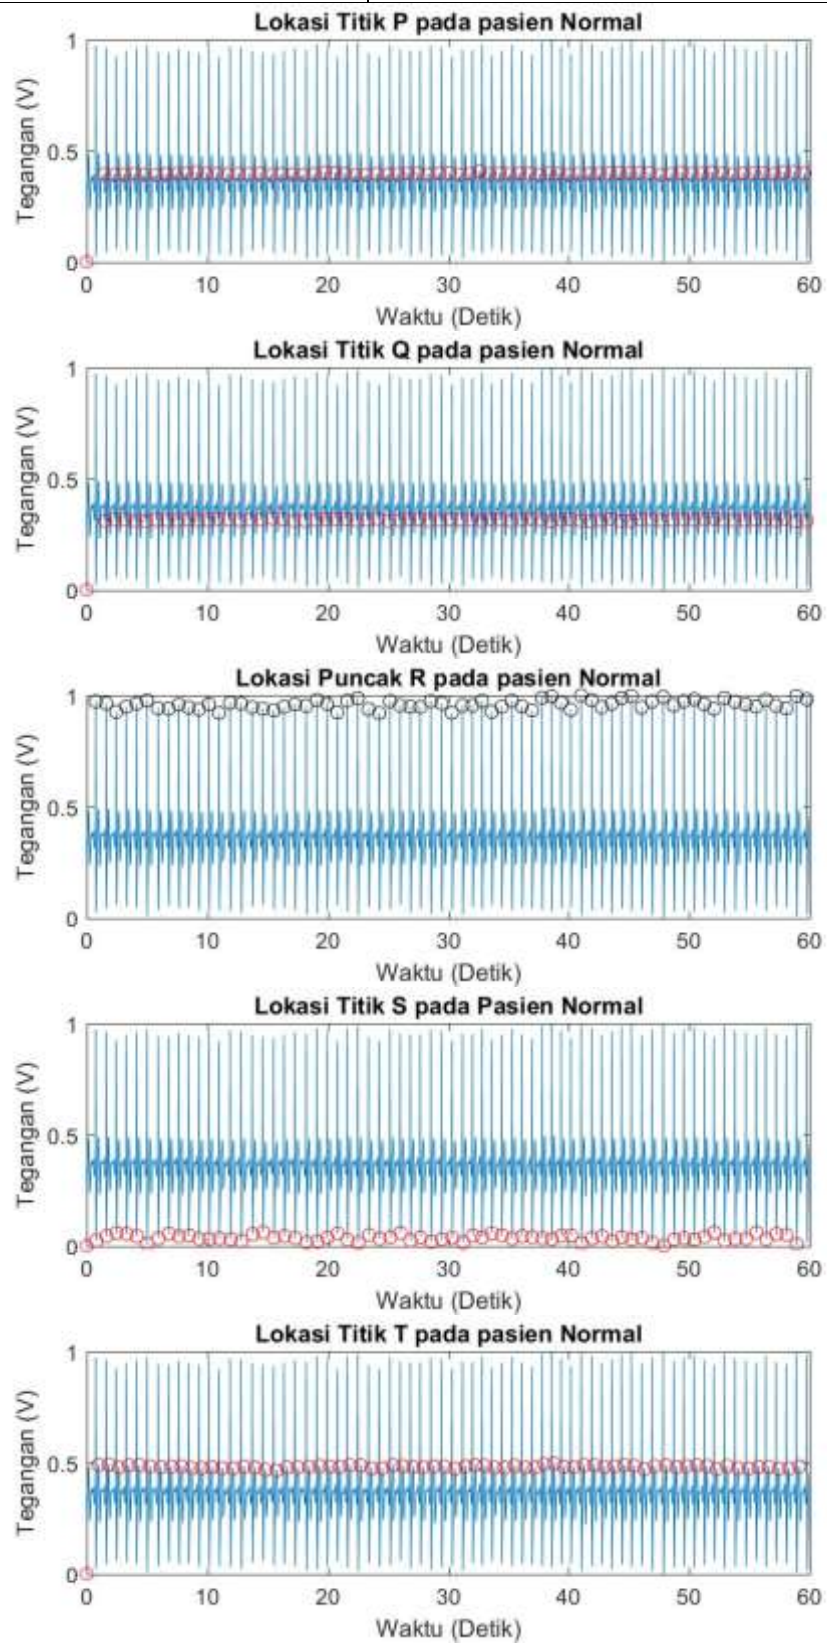 Lokasi Titik P pada pasien Normal
Tegangan (V)
1
0.5
0
0 10 20 30 40 50 60
Waktu (Detik)
Lokasi Titik Q pada pasien Normal
Tegangan (V)
1
0.5
0
0 10 20 30 40 50 60
Waktu (Detik)
Lokasi Puncak R pada pasien Normal
Tegangan (V)
1
0.5
0
0 10 20 30 40 50 60
Waktu (Detik)
Lokasi Titik S pada Pasien Normal
Tegangan (V)
1
0.5
0
0 10 20 30 40 50 60
Waktu (Detik)
Lokasi Titik T pada pasien Normal
Tegangan (V)
1
0.5
0
0 10 20 30 40 50 60
Waktu (Detik)